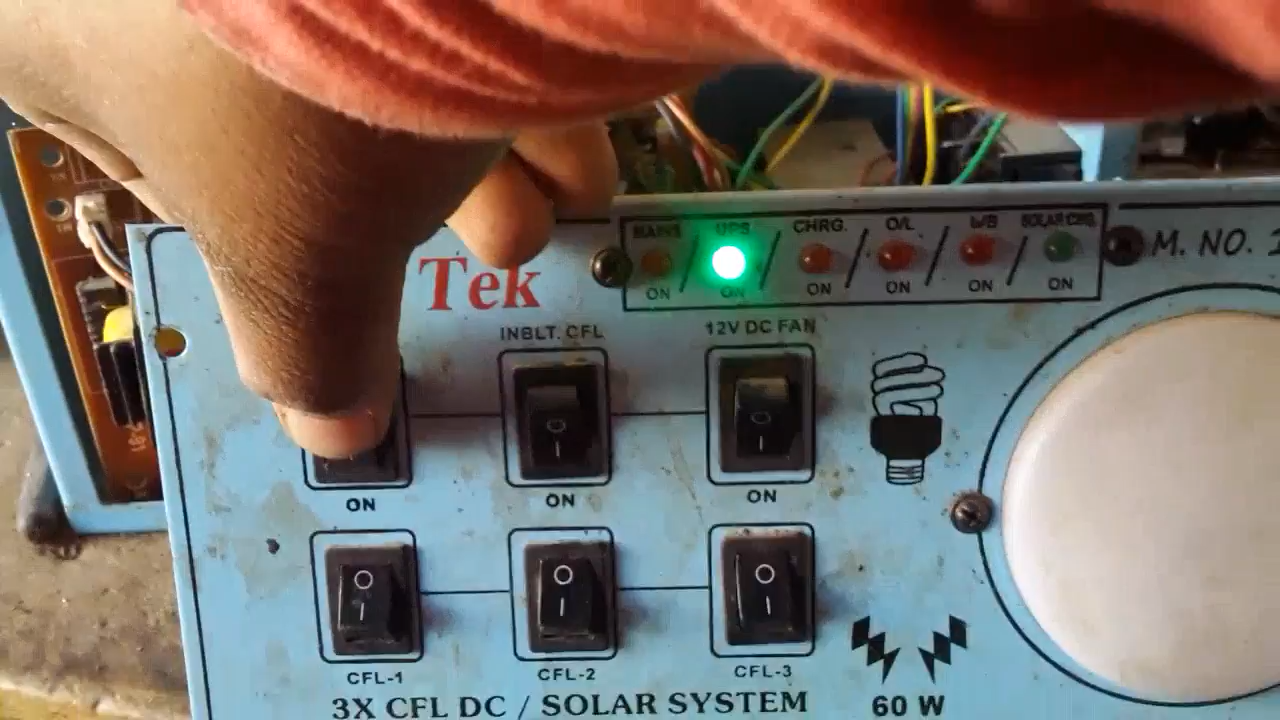 MAINS UPS CHRG. O/L L/B SOLAR CHG.
ON ON ON ON ON ON
Tek
M. NO.
INBLT. CFL 12V DC FAN
O O
I I
ON ON ON
O O O
I I I
CFL-1 CFL-2 CFL-3
3X CFL DC / SOLAR SYSTEM 60 W